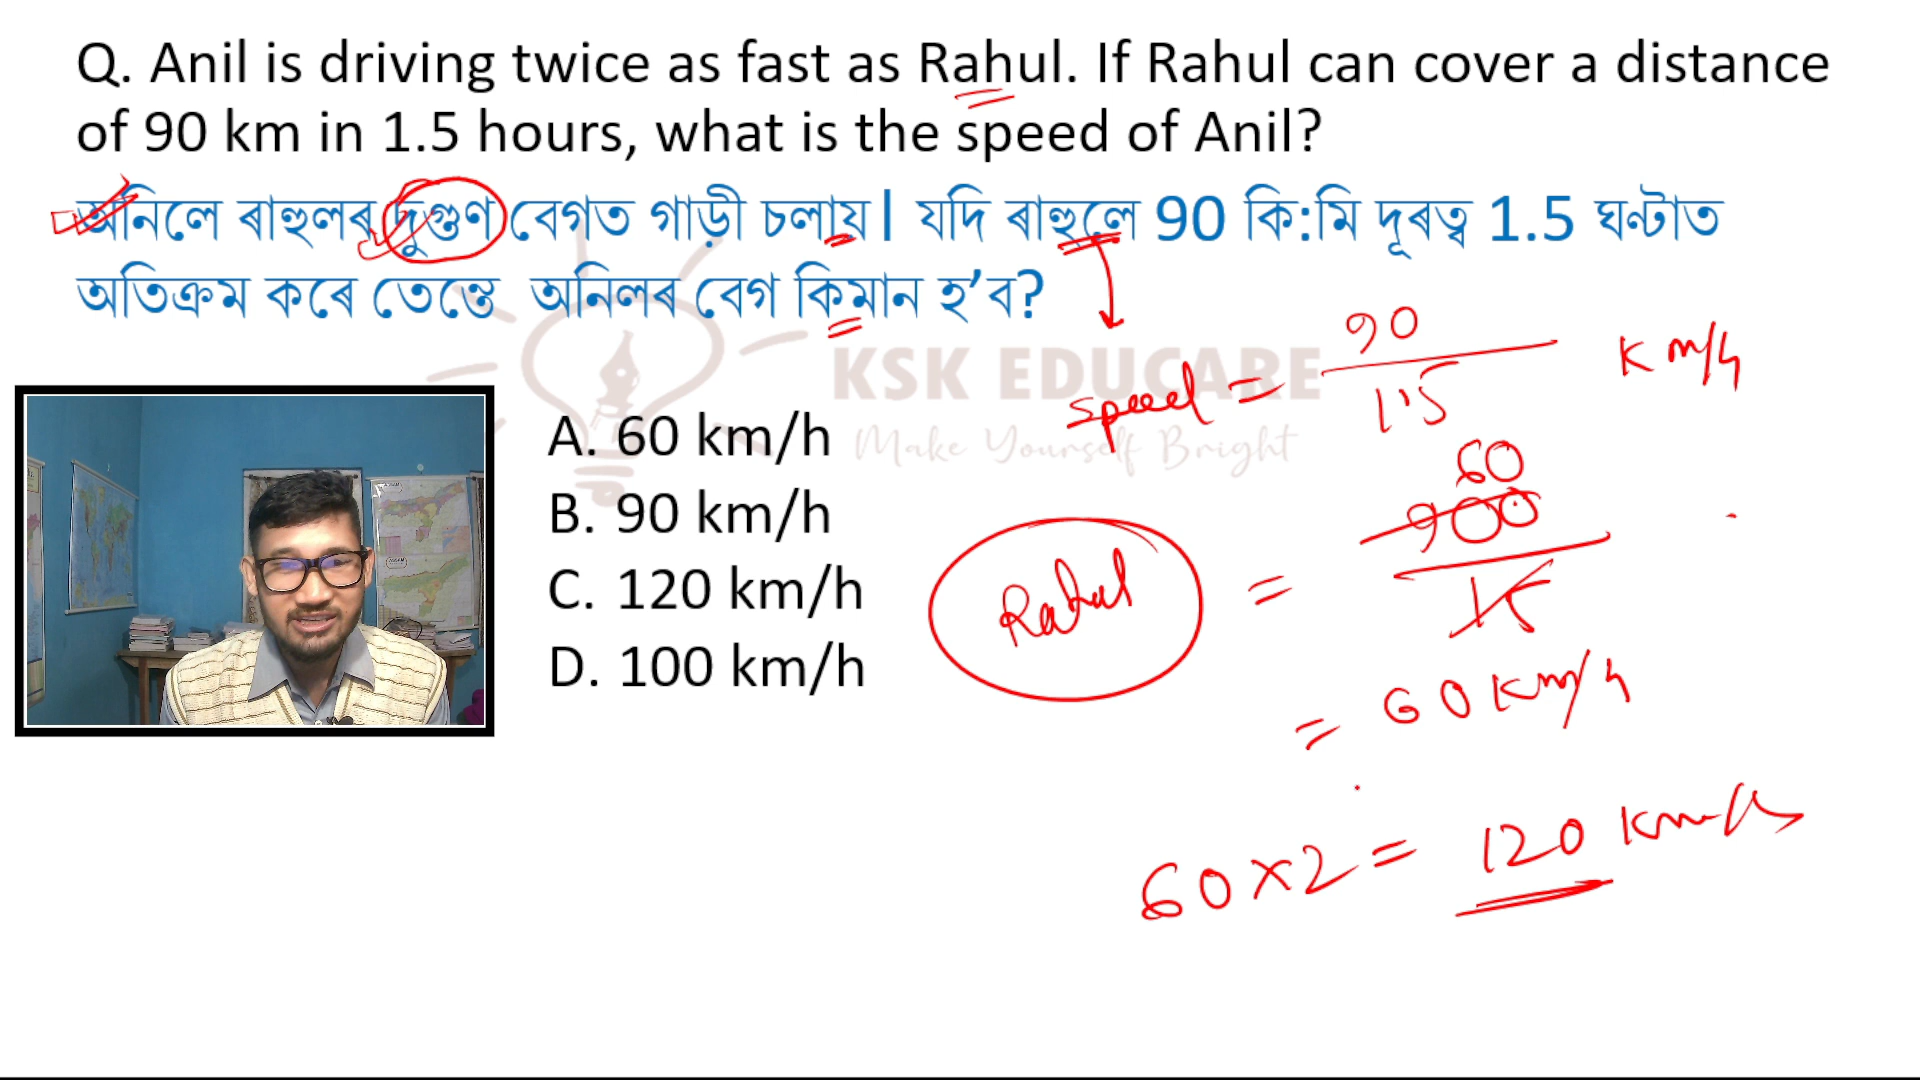 Q. Anil is driving twice as fast as Rahul. If Rahul can cover a distance
of 90 km in 1.5 hours, what is the speed of Anil?
অনিলে ৰাহুলৰ দুগুণ বেগত গাড়ী চলায়। যদি ৰাহুলে 90 কি:মি দূৰত্ব 1.5 ঘণ্টাত
অতিক্ৰম কৰে তেন্তে অনিলৰ বেগ কিমান হ’ব?
KSK EDUCARE
Make Yourself Bright
A. 60 km/h
B. 90 km/h
C. 120 km/h
D. 100 km/h
speed = 90 / 1.5 Km/h
60
Rahul = 900 / 15
= 60 Km/h
60 × 2 = 120 Km/h